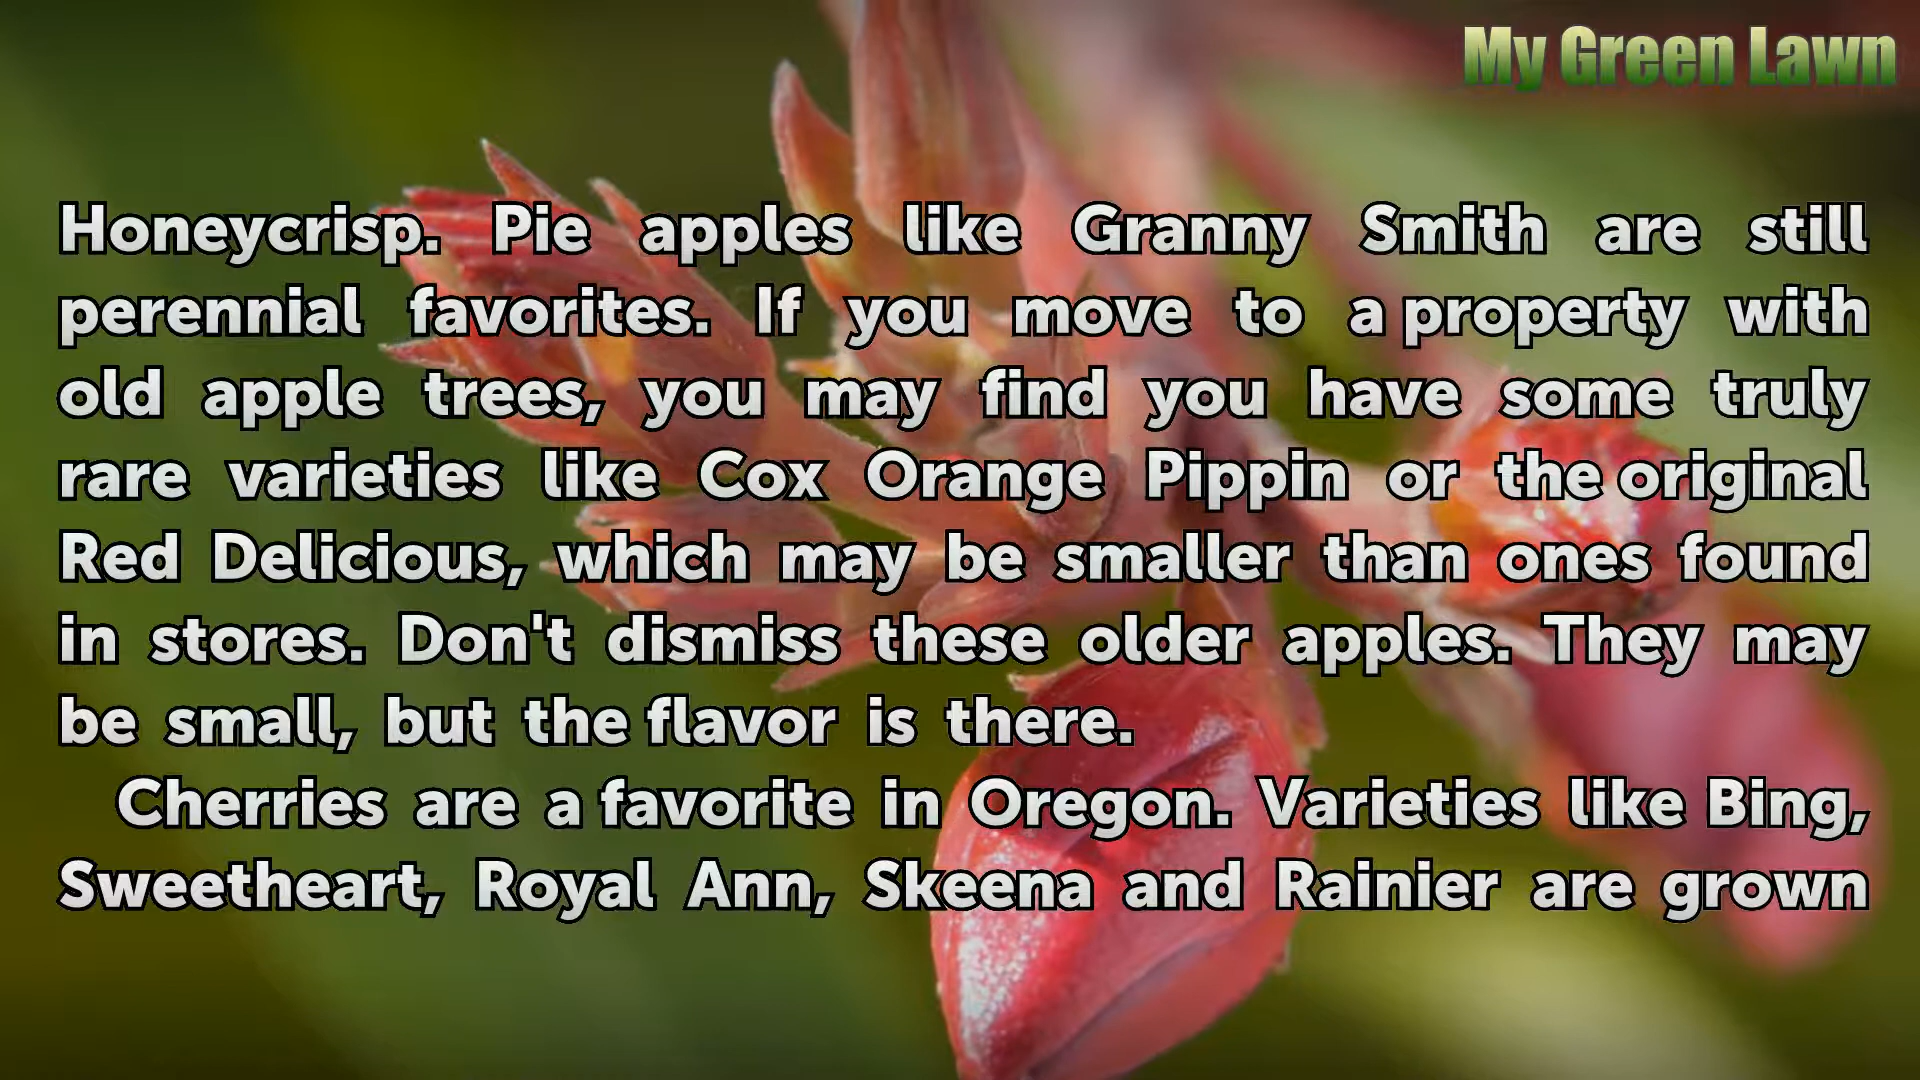 My Green Lawn
Honeycrisp. Pie apples like Granny Smith are still
perennial favorites. If you move to a property with
old apple trees, you may find you have some truly
rare varieties like Cox Orange Pippin or the original
Red Delicious, which may be smaller than ones found
in stores. Don't dismiss these older apples. They may
be small, but the flavor is there.
Cherries are a favorite in Oregon. Varieties like Bing,
Sweetheart, Royal Ann, Skeena and Rainier are grown